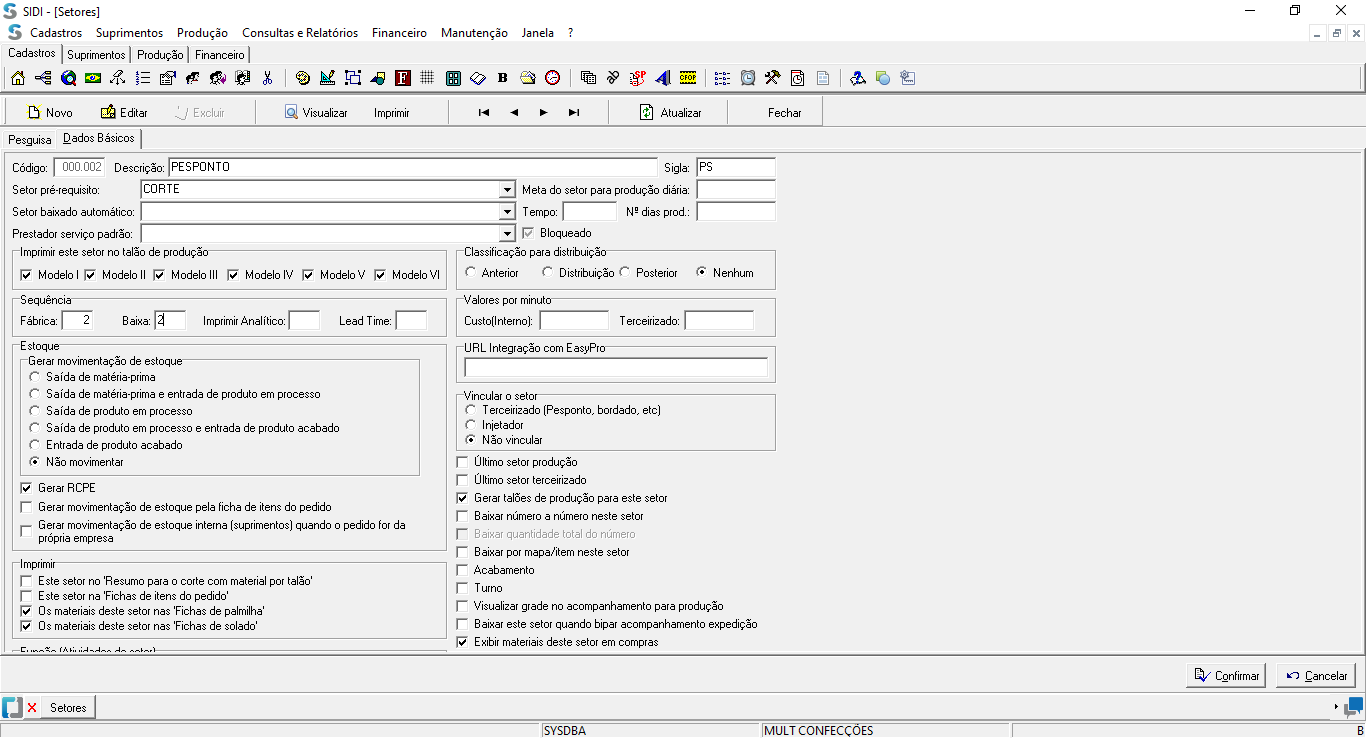 SIDI - [Setores]
Cadastros Suprimentos Produção Consultas e Relatórios Financeiro Manutenção Janela ?
Cadastros Suprimentos Produção Financeiro
F B SP CFOP
Novo Editar Excluir Visualizar Imprimir Atualizar Fechar
Pesquisa Dados Básicos
Código: 000.002 Descrição: PESPONTO Sigla: PS
Setor pré-requisito: CORTE Meta do setor para produção diária:
Setor baixado automático: Tempo: Nº dias prod.:
Prestador serviço padrão: Bloqueado
Imprimir este setor no talão de produção
Modelo I Modelo II Modelo III Modelo IV Modelo V Modelo VI
Classificação para distribuição
Anterior Distribuição Posterior Nenhum
Sequência
Fábrica: 2 Baixa: 2 Imprimir Analítico: Lead Time:
Valores por minuto
Custo(Interno): Terceirizado:
Estoque
Gerar movimentação de estoque
Saída de matéria-prima
Saída de matéria-prima e entrada de produto em processo
Saída de produto em processo
Saída de produto em processo e entrada de produto acabado
Entrada de produto acabado
Não movimentar
Gerar RCPE
Gerar movimentação de estoque pela ficha de itens do pedido
Gerar movimentação de estoque interna (suprimentos) quando o pedido for da
própria empresa
Imprimir
Este setor no 'Resumo para o corte com material por talão'
Este setor na 'Fichas de itens do pedido'
Os materiais deste setor nas 'Fichas de palmilha'
Os materiais deste setor nas 'Fichas de solado'
Função (Atividades do setor)
URL Integração com EasyPro
Vincular o setor
Terceirizado (Pesponto, bordado, etc)
Injetador
Não vincular
Último setor produção
Último setor terceirizado
Gerar talões de produção para este setor
Baixar número a número neste setor
Baixar quantidade total do número
Baixar por mapa/item neste setor
Acabamento
Turno
Visualizar grade no acompanhamento para produção
Baixar este setor quando bipar acompanhamento expedição
Exibir materiais deste setor em compras
Confirmar Cancelar
Setores
SYSDBA MULT CONFECÇÕES B